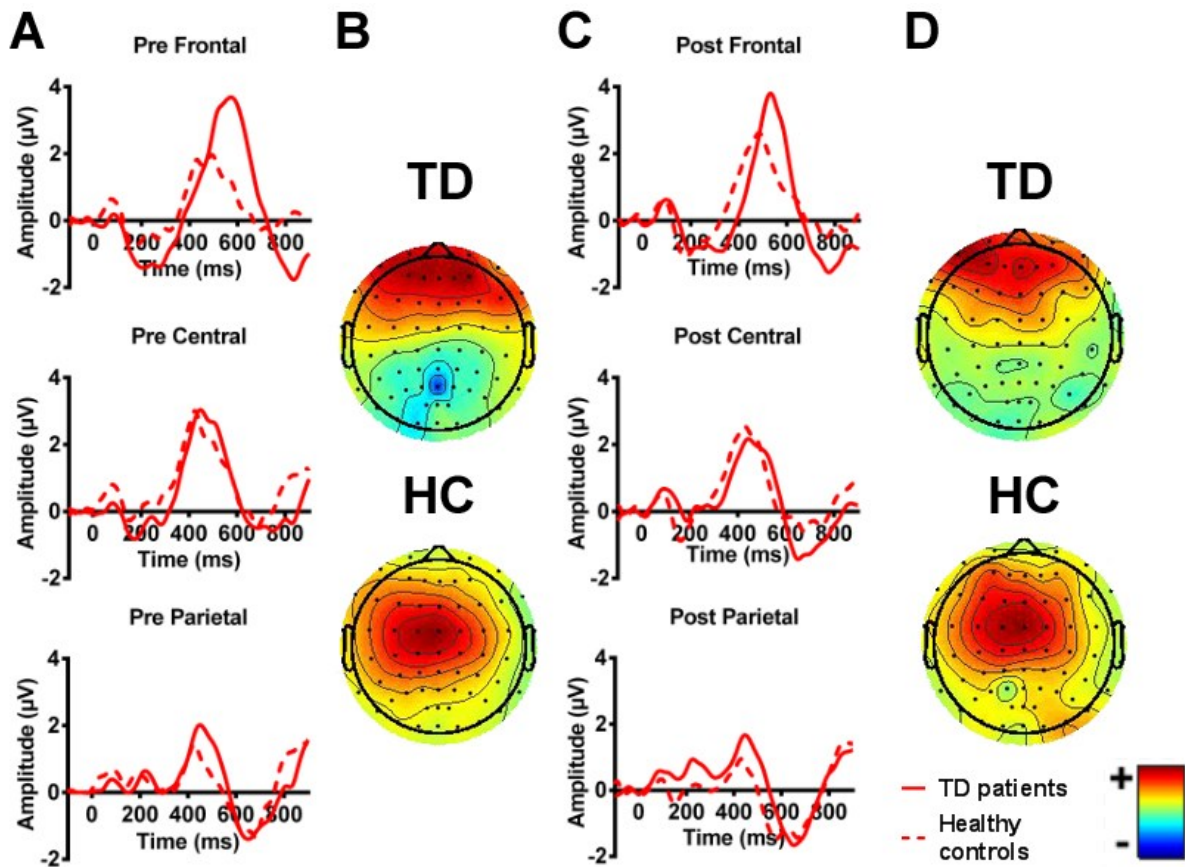 A
B
C
D
Pre Frontal
4
2
0
-2
Amplitude (µV)
0 200 400 600 800
Time (ms)
TD
Post Frontal
4
2
0
-2
Amplitude (µV)
0 200 400 600 800
Time (ms)
TD
Pre Central
4
2
0
-2
Amplitude (µV)
0 200 400 600 800
Time (ms)
HC
Post Central
4
2
0
-2
Amplitude (µV)
0 200 400 600 800
Time (ms)
HC
Pre Parietal
4
2
0
-2
Amplitude (µV)
0 200 400 600 800
Time (ms)
Post Parietal
4
2
0
-2
Amplitude (µV)
0 200 400 600 800
Time (ms)
TD patients
Healthy
controls
+
-